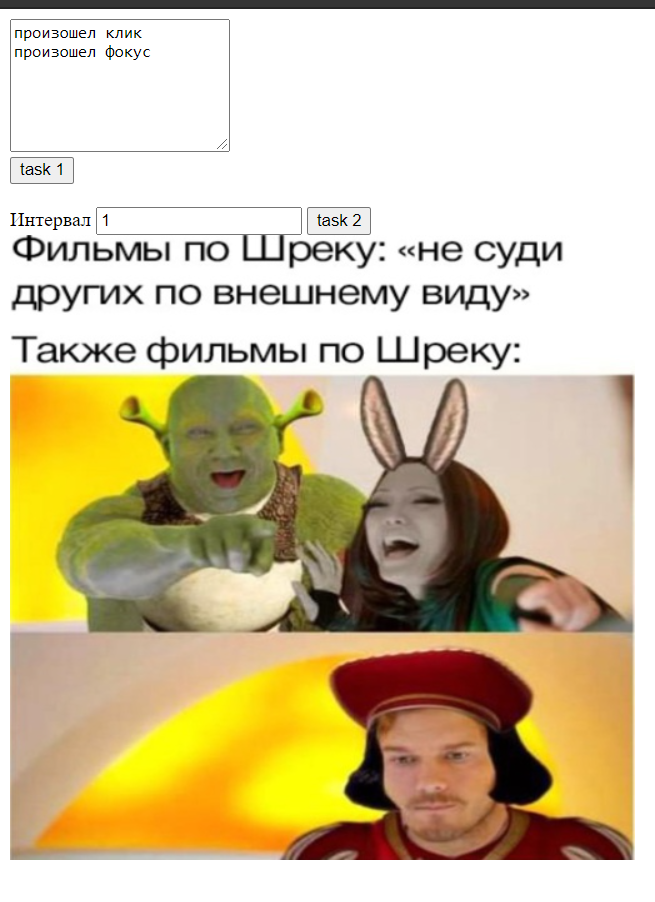 произошел клик
произошел фокус
task 1
Интервал 1 task 2
Фильмы по Шреку: «не суди
других по внешнему виду»
Также фильмы по Шреку: